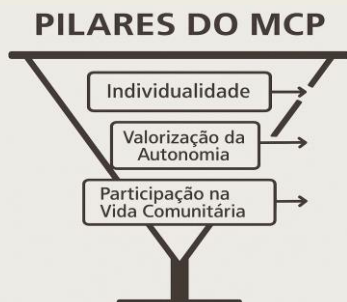 PILARES DO MCP
Individualidade
Valorização da
Autonomia
Participação na
Vida Comunitária